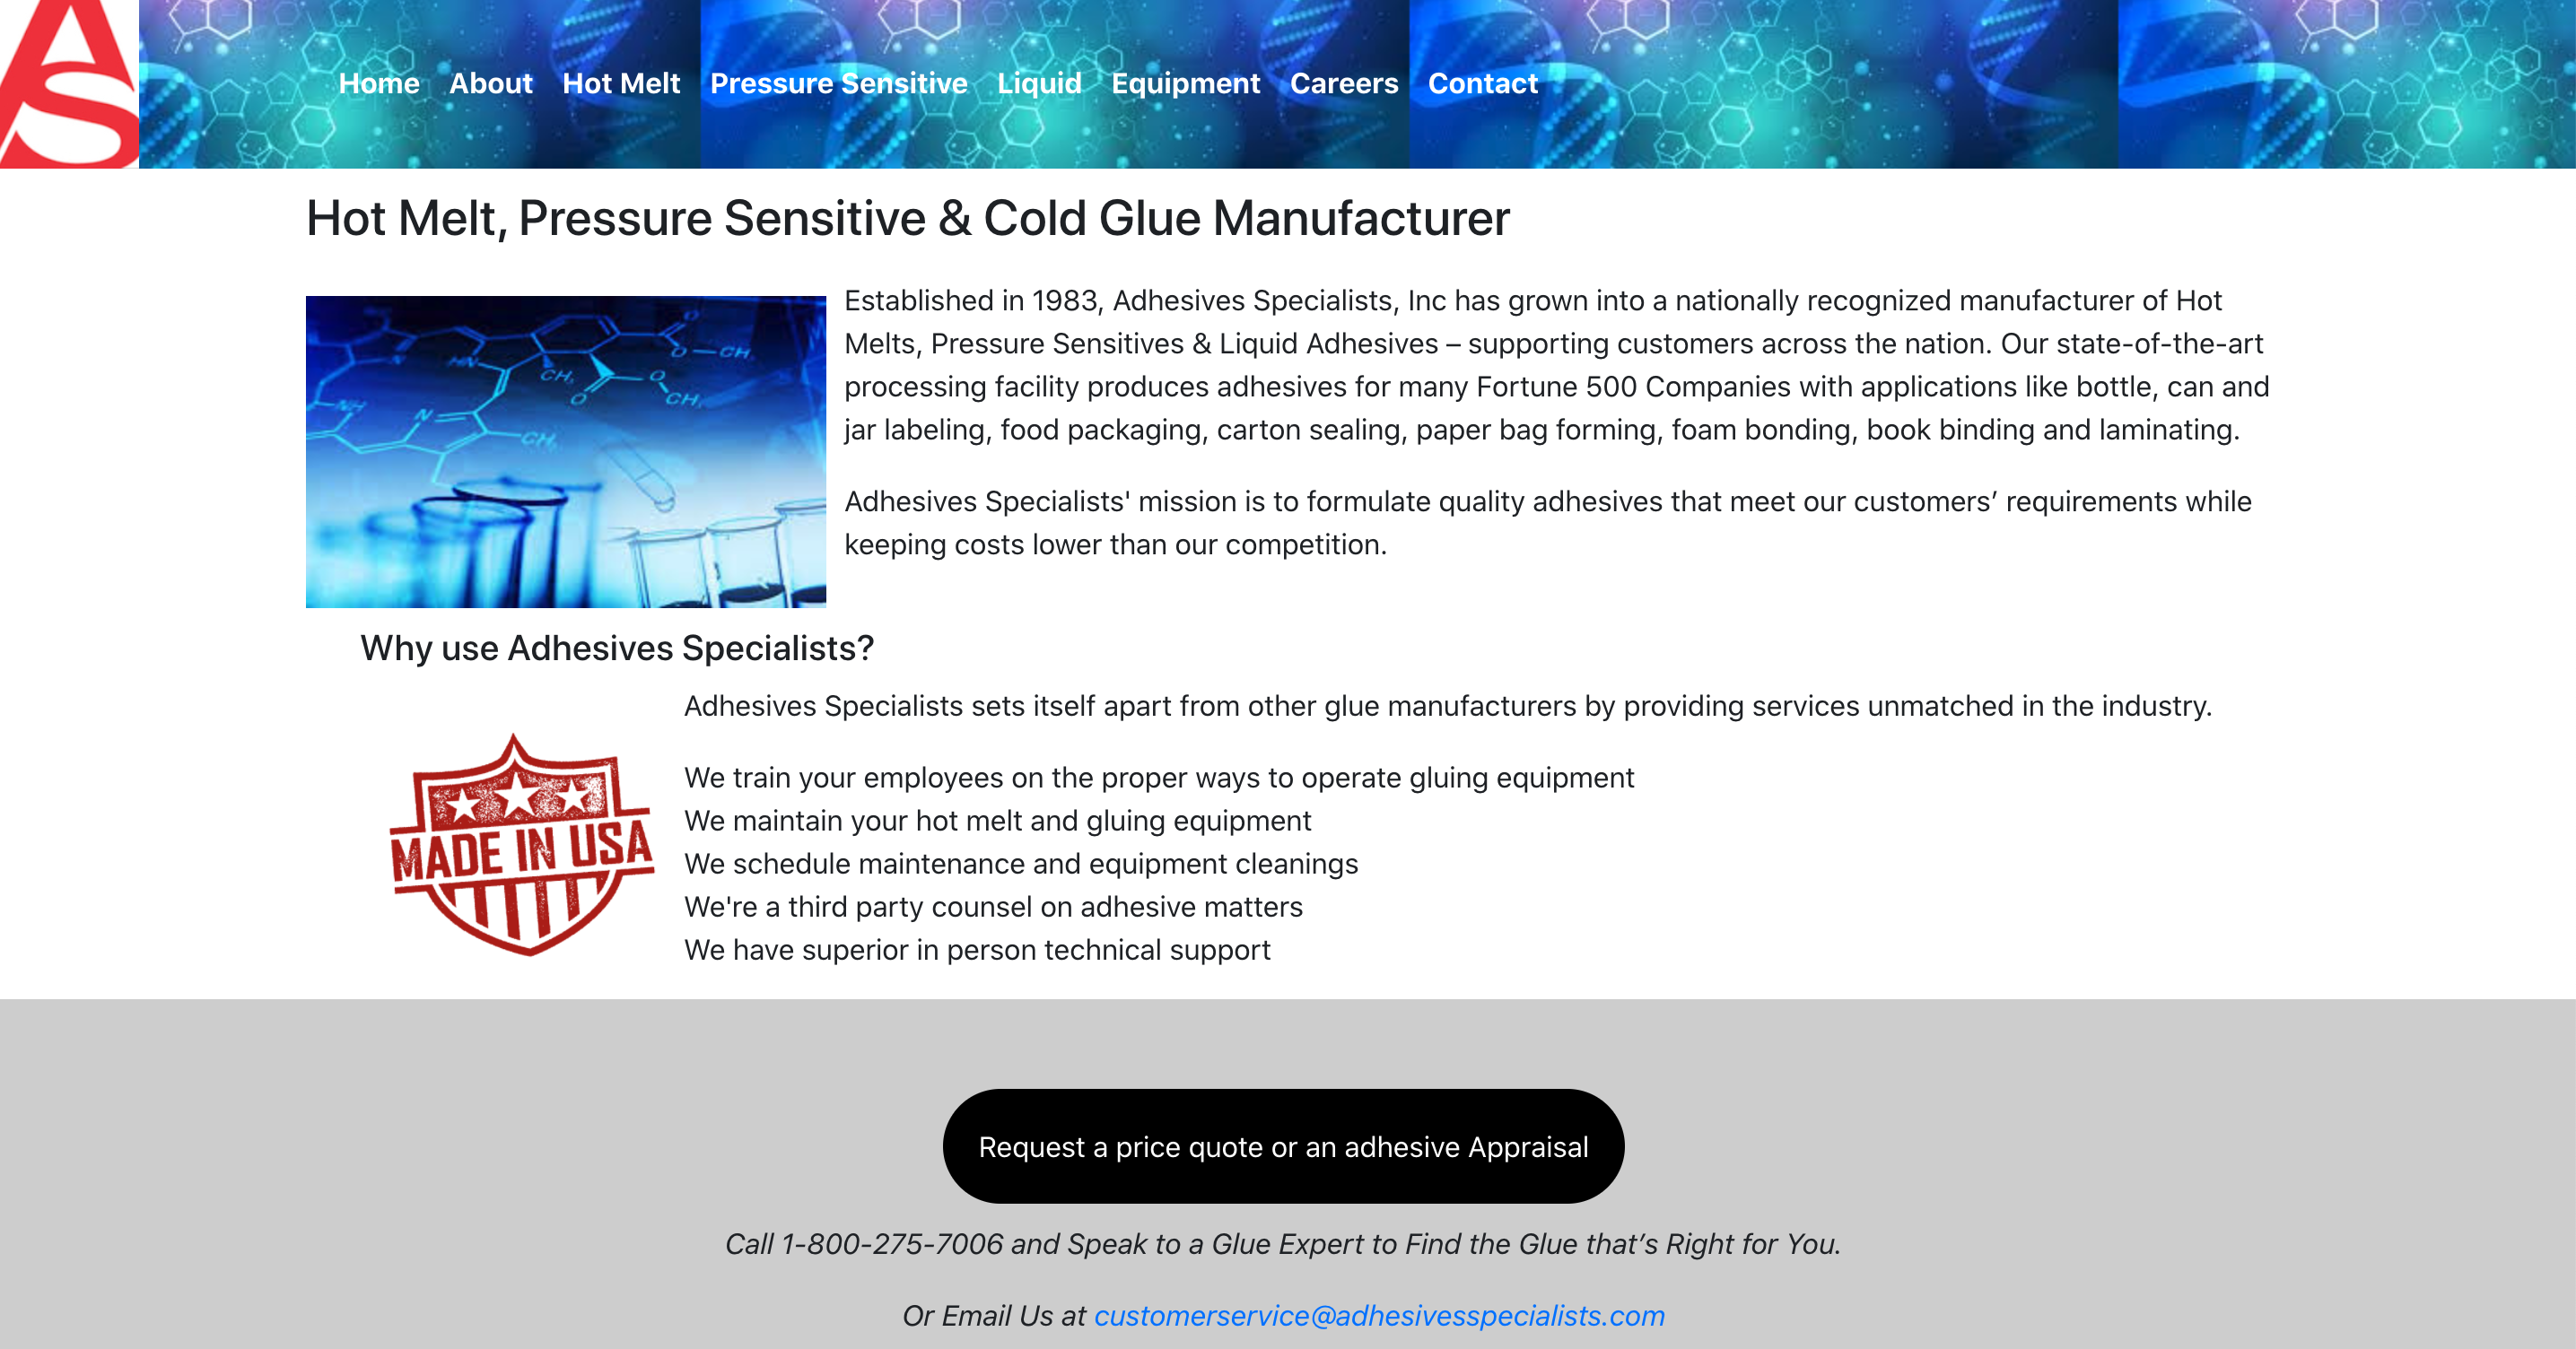 AS
Home About Hot Melt Pressure Sensitive Liquid Equipment Careers Contact
Hot Melt, Pressure Sensitive & Cold Glue Manufacturer
Established in 1983, Adhesives Specialists, Inc has grown into a nationally recognized manufacturer of Hot
Melts, Pressure Sensitives & Liquid Adhesives – supporting customers across the nation. Our state-of-the-art
processing facility produces adhesives for many Fortune 500 Companies with applications like bottle, can and
jar labeling, food packaging, carton sealing, paper bag forming, foam bonding, book binding and laminating.
Adhesives Specialists' mission is to formulate quality adhesives that meet our customers’ requirements while
keeping costs lower than our competition.
O
O—CH₃
HN
CH₃
O
O
CH₃
NH
N
CH₃
Why use Adhesives Specialists?
Adhesives Specialists sets itself apart from other glue manufacturers by providing services unmatched in the industry.
MADE IN USA
We train your employees on the proper ways to operate gluing equipment
We maintain your hot melt and gluing equipment
We schedule maintenance and equipment cleanings
We're a third party counsel on adhesive matters
We have superior in person technical support
Request a price quote or an adhesive Appraisal
Call 1-800-275-7006 and Speak to a Glue Expert to Find the Glue that’s Right for You.
Or Email Us at customerservice@adhesivesspecialists.com